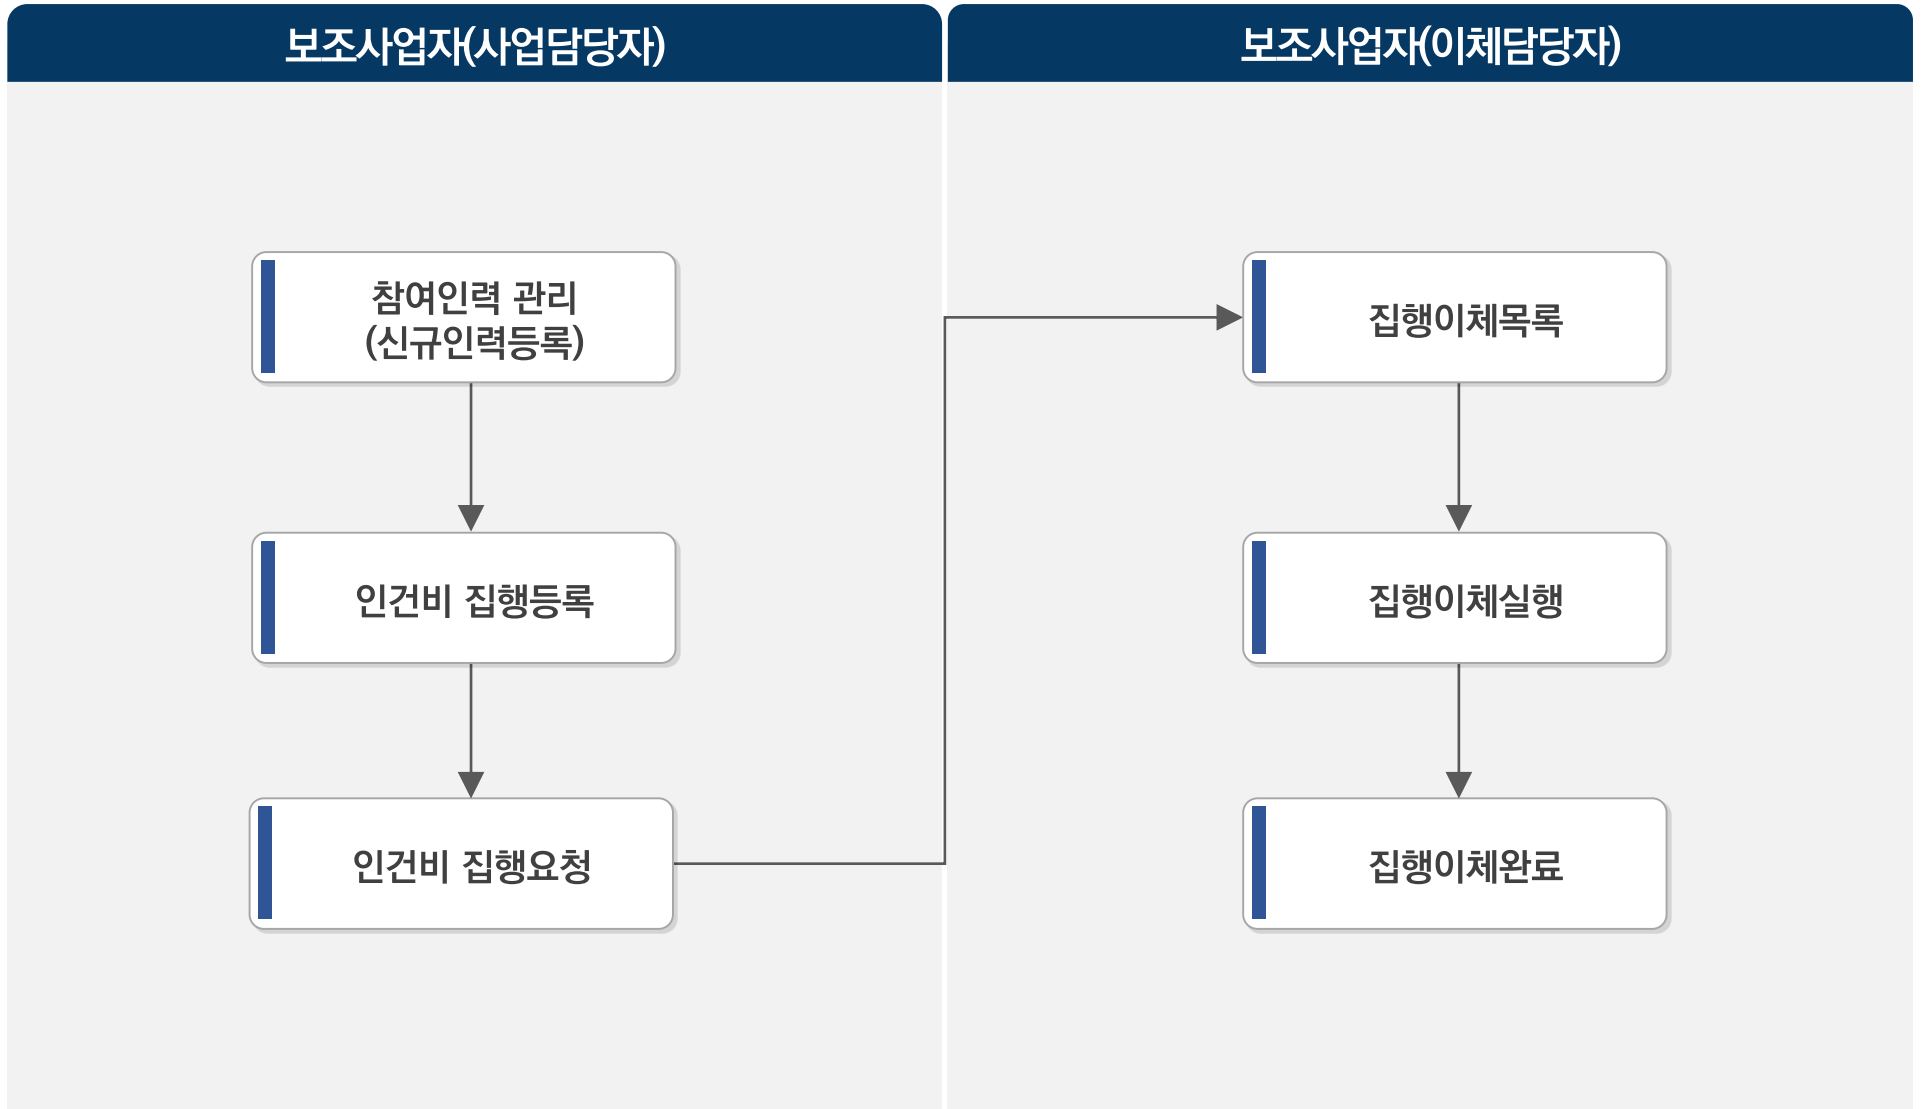 보조사업자(사업담당자)
보조사업자(이체담당자)
참여인력 관리
(신규인력등록)
인건비 집행등록
인건비 집행요청
집행이체목록
집행이체실행
집행이체완료